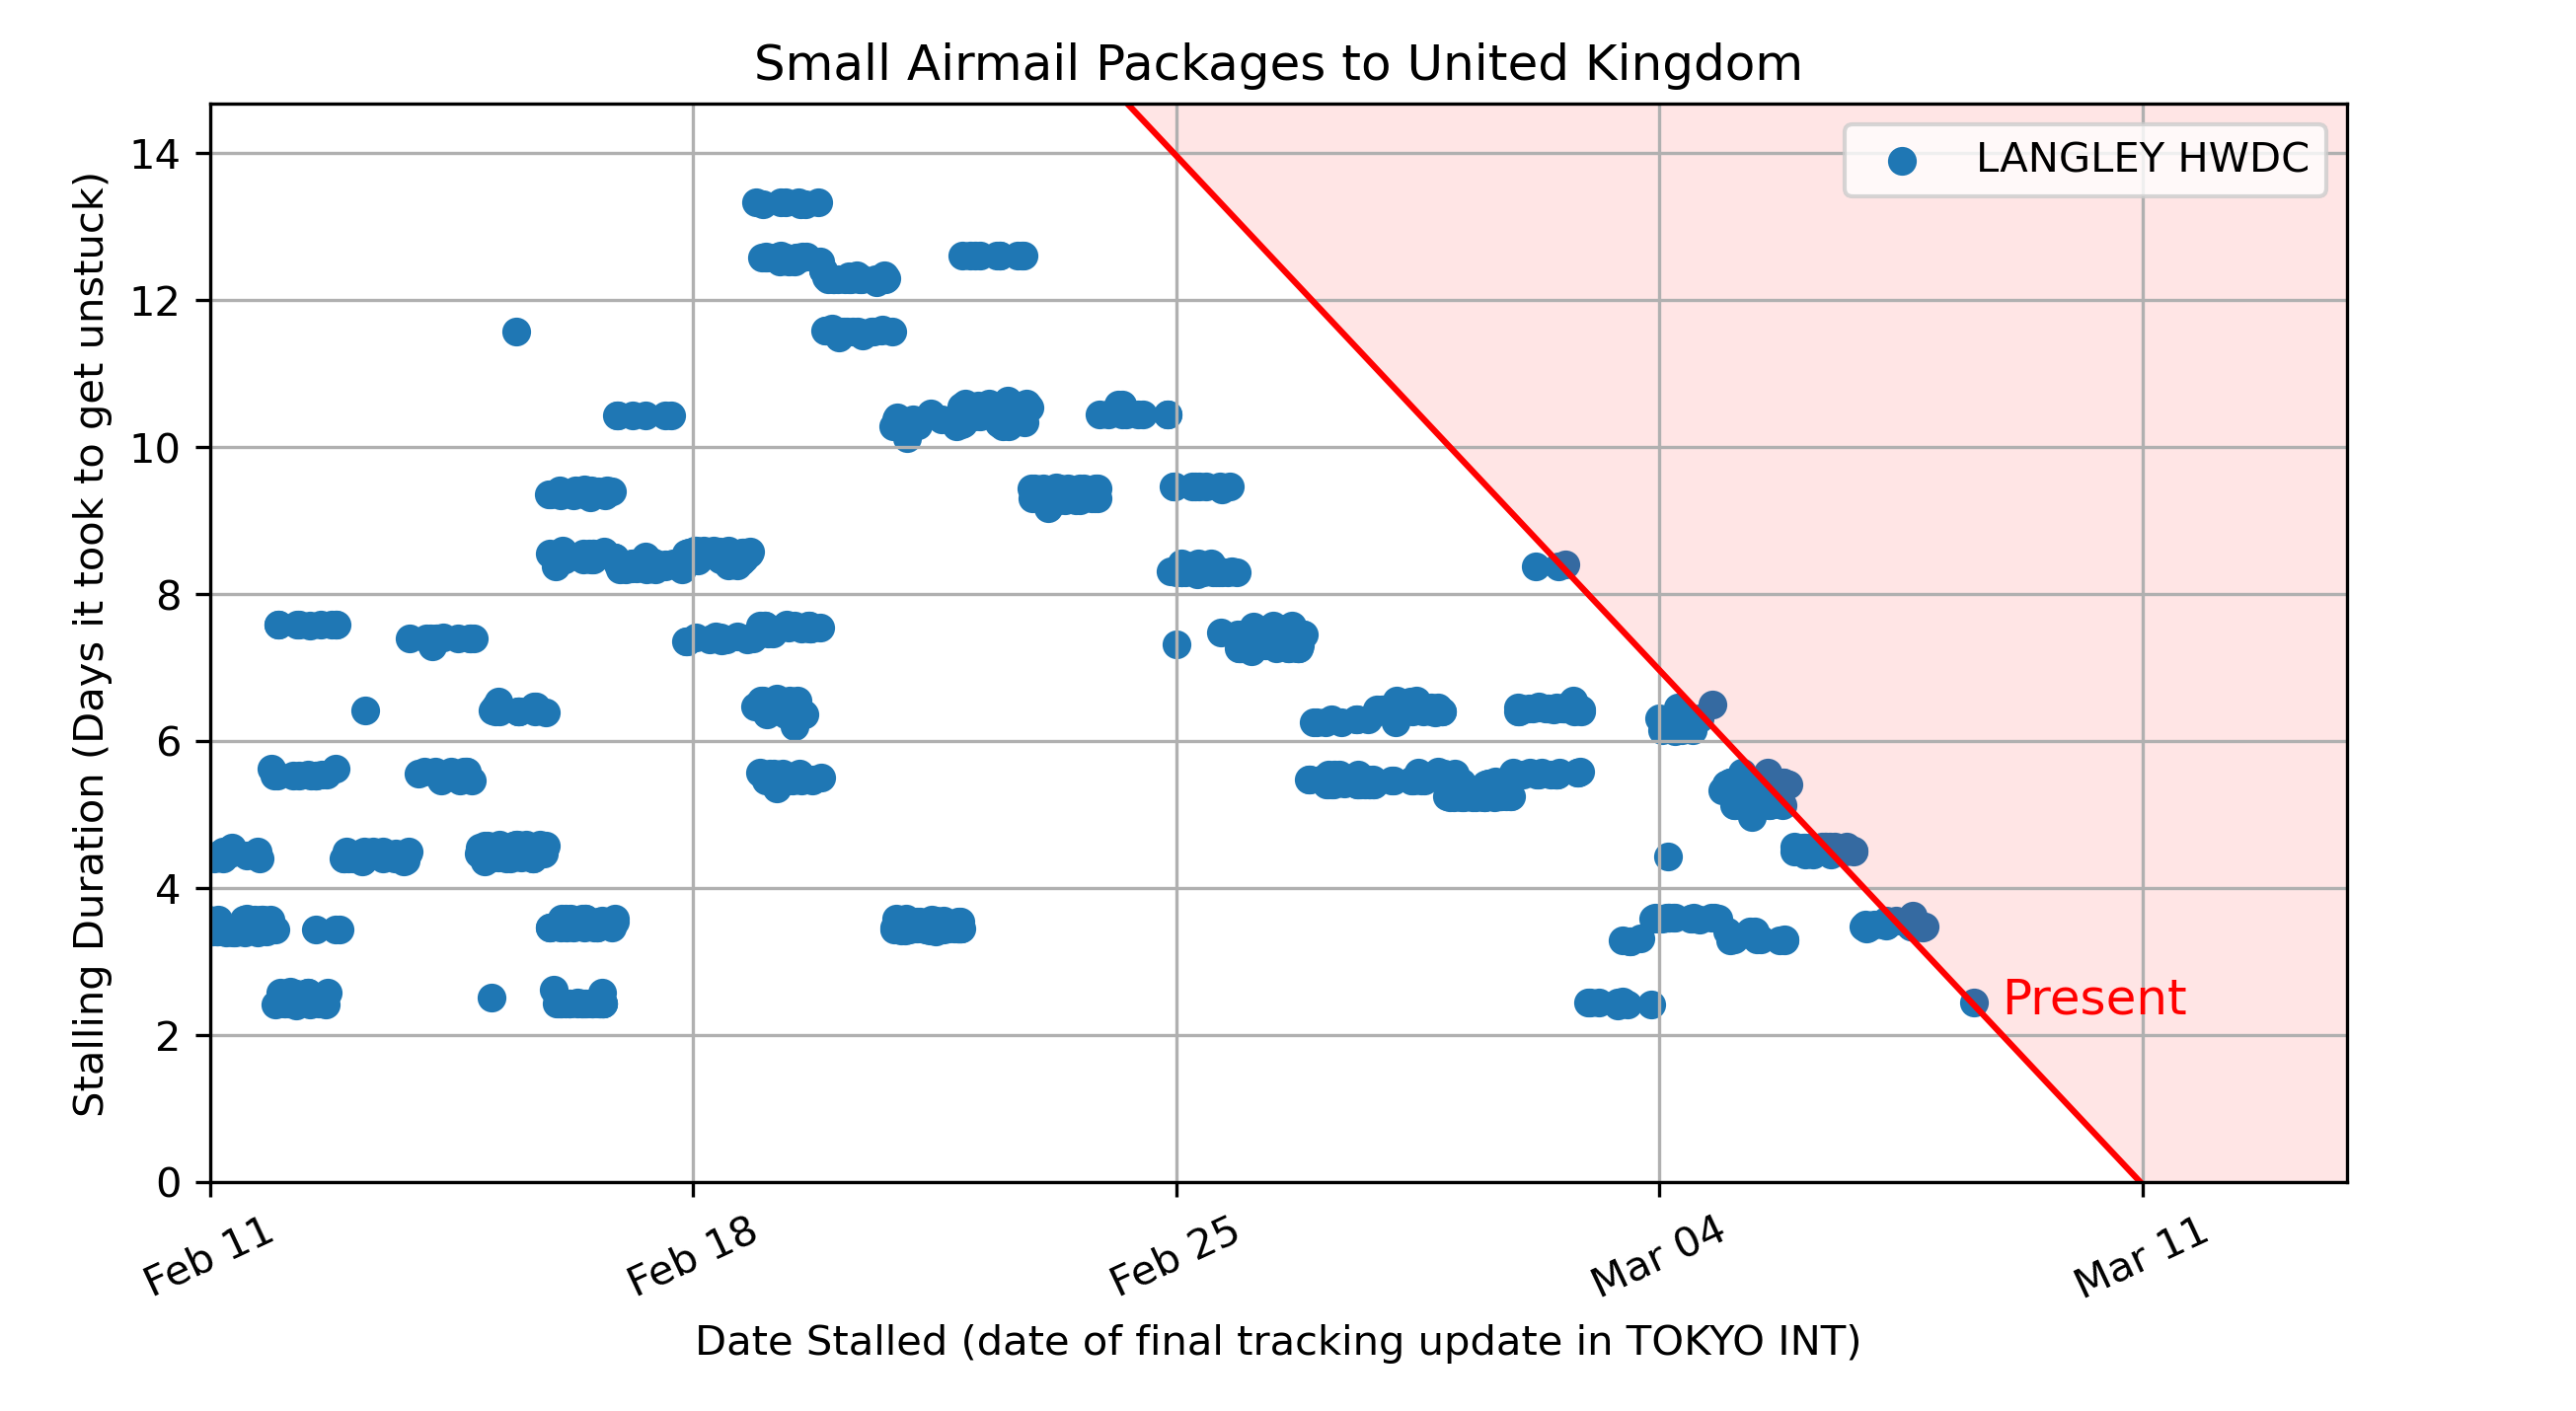 Small Airmail Packages to United Kingdom
LANGLEY HWDC
Stalling Duration (Days it took to get unstuck)
14
12
10
8
6
4
2
0
Present
Feb 11
Feb 18
Feb 25
Mar 04
Mar 11
Date Stalled (date of final tracking update in TOKYO INT)